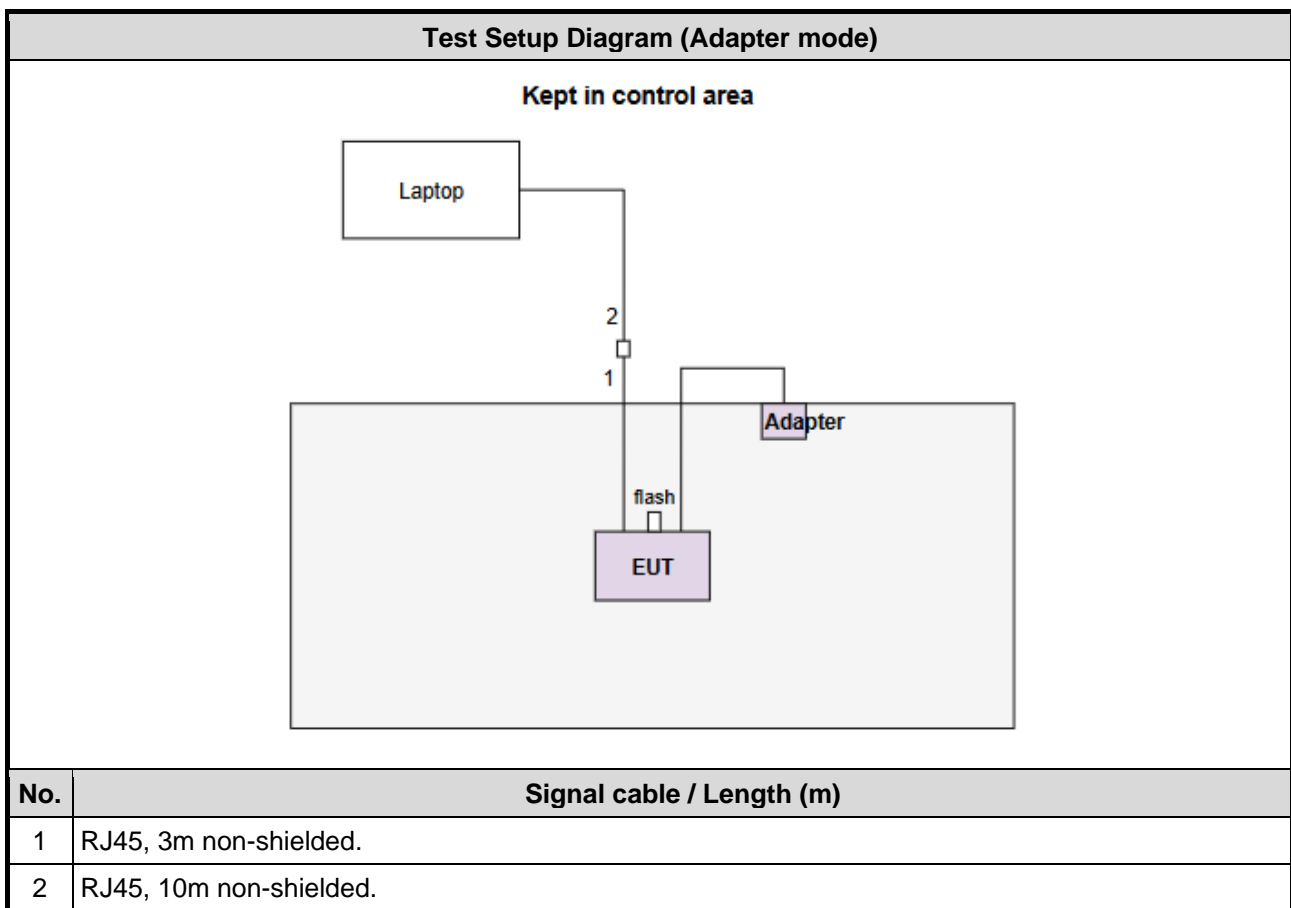 Test Setup Diagram (Adapter mode)
Kept in control area
Laptop
2
1
Adapter
flash
EUT
No. Signal cable / Length (m)
1 RJ45, 3m non-shielded.
2 RJ45, 10m non-shielded.